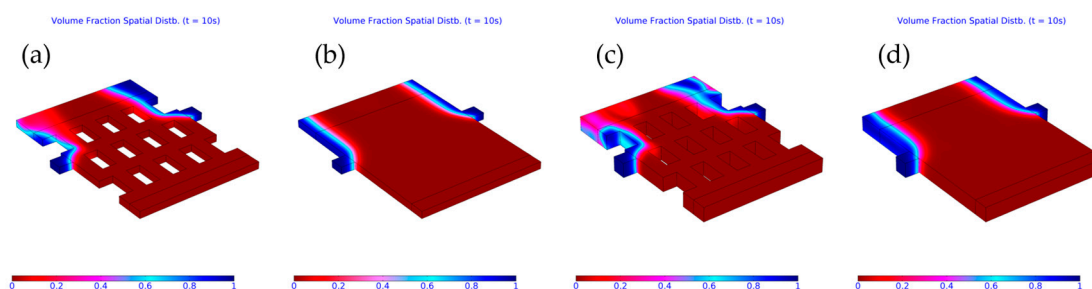 Volume Fraction Spatial Distb. (t = 10s)
(a)
0 0.2 0.4 0.6 0.8 1
Volume Fraction Spatial Distb. (t = 10s)
(b)
0 0.2 0.4 0.6 0.8 1
Volume Fraction Spatial Distb. (t = 10s)
(c)
0 0.2 0.4 0.6 0.8 1
Volume Fraction Spatial Distb. (t = 10s)
(d)
0 0.2 0.4 0.6 0.8 1